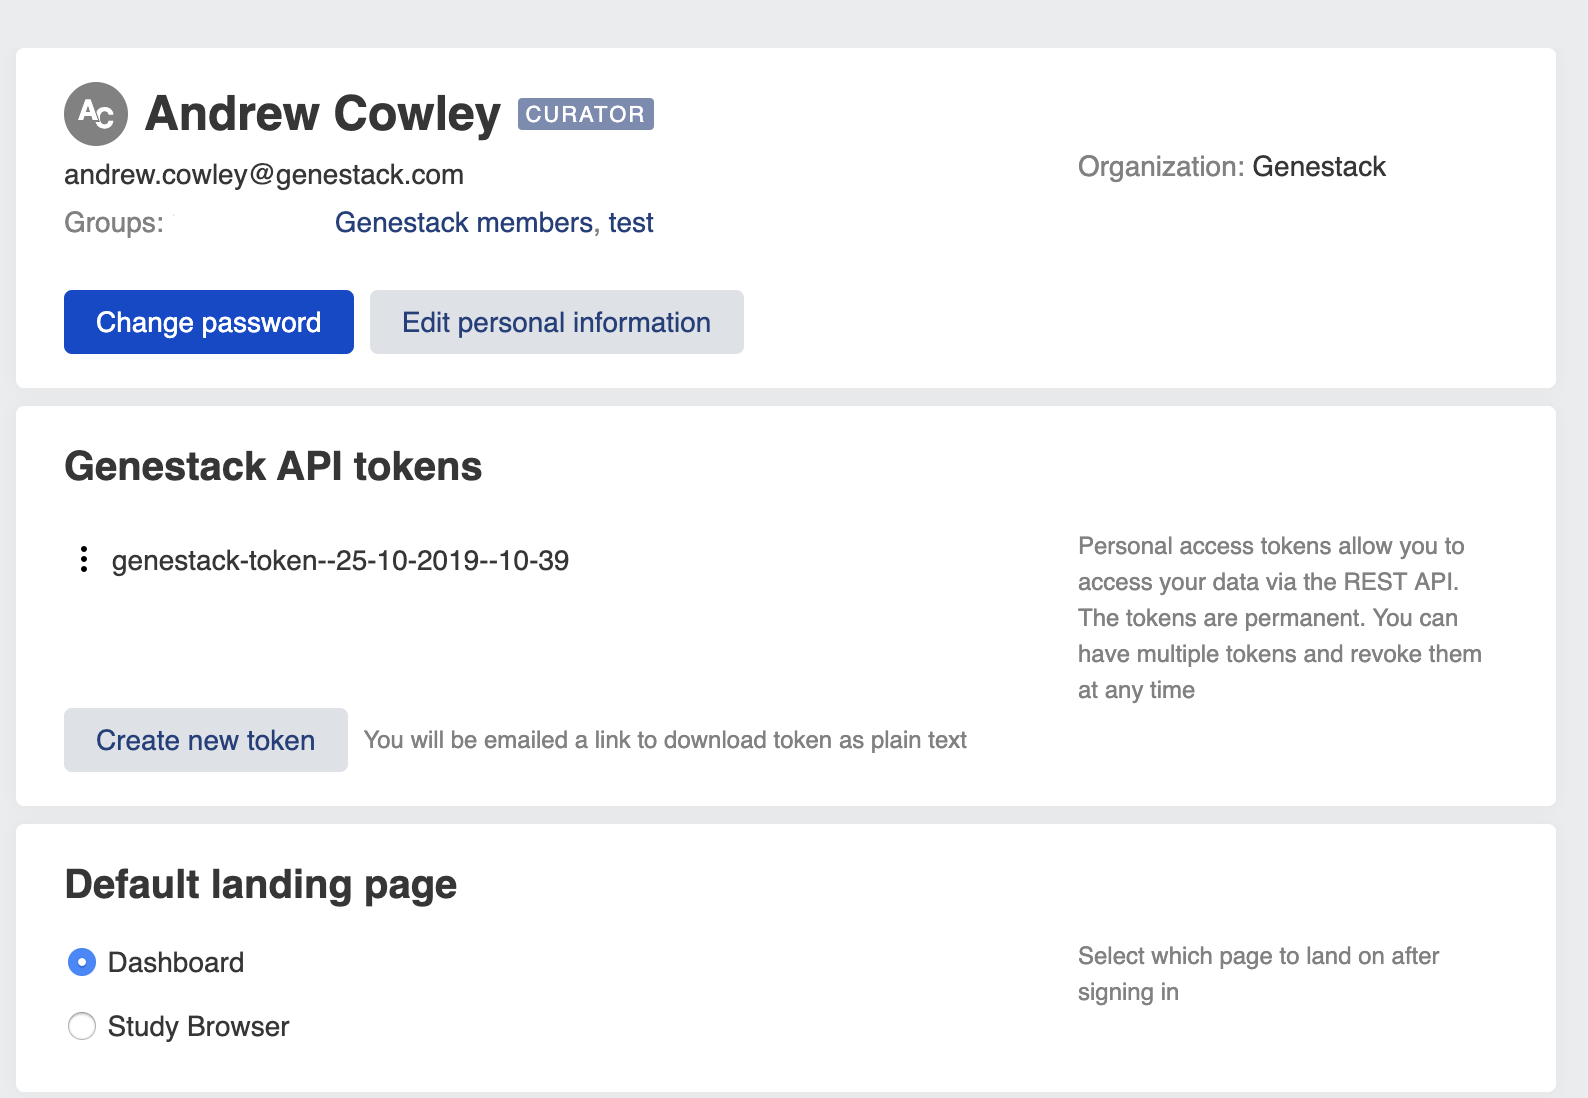 AC Andrew Cowley CURATOR
andrew.cowley@genestack.com
Organization: Genestack
Groups: Genestack members, test
Change password Edit personal information
Genestack API tokens
genestack-token--25-10-2019--10-39
Personal access tokens allow you to
access your data via the REST API.
The tokens are permanent. You can
have multiple tokens and revoke them
at any time
Create new token You will be emailed a link to download token as plain text
Default landing page
Dashboard
Study Browser
Select which page to land on after
signing in